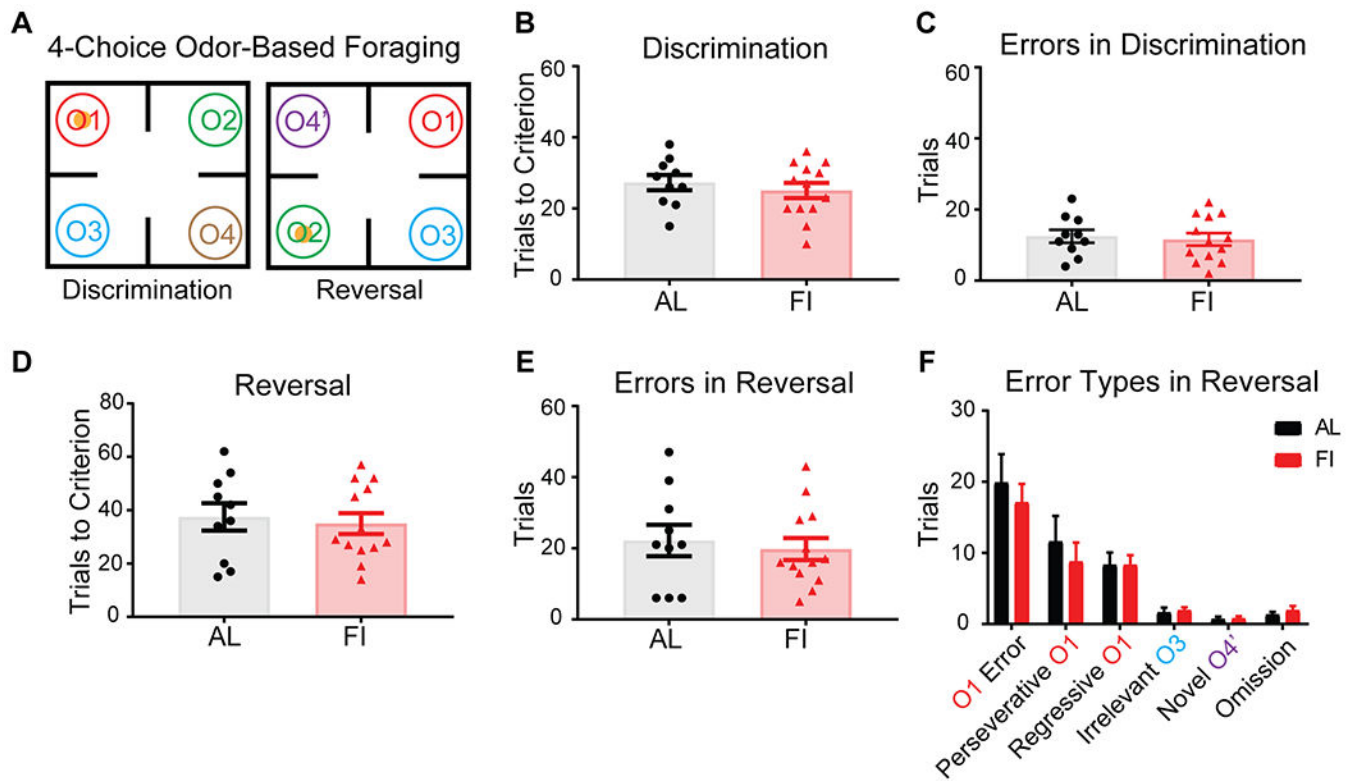 A
4-Choice Odor-Based Foraging
O1
O2
O3
O4
Discrimination
O4'
O1
O2
O3
Reversal
B
Discrimination
Trials to Criterion
60
40
20
0
AL
FI
C
Errors in Discrimination
Trials
60
40
20
0
AL
FI
D
Reversal
Trials to Criterion
80
60
40
20
0
AL
FI
E
Errors in Reversal
Trials
60
40
20
0
AL
FI
F
Error Types in Reversal
Trials
30
20
10
0
AL
FI
O1 Error
Perseverative O1
Regressive O1
Irrelevant O3
Novel O4'
Omission